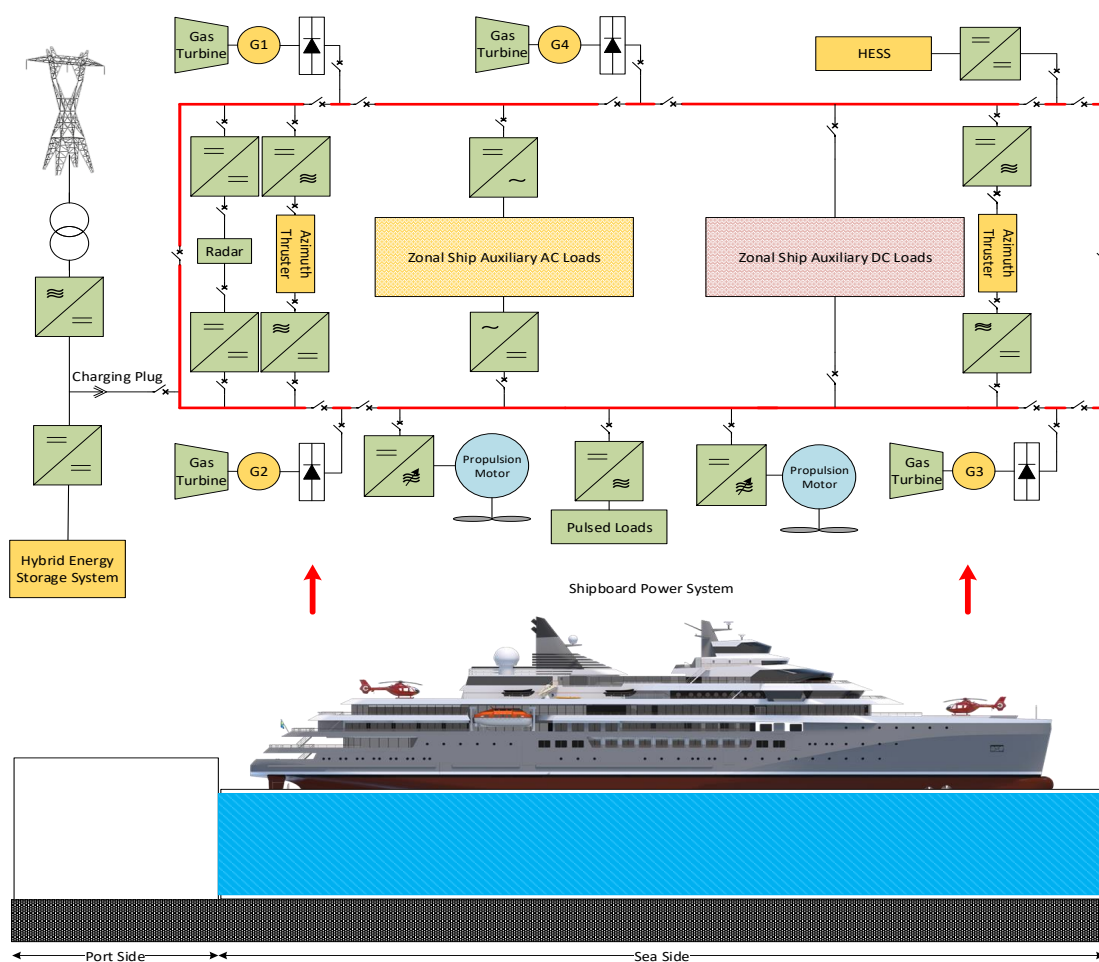 Gas
Turbine
G1
Gas
Turbine
G4
HESS
Radar
Azimuth
Thruster
Zonal Ship Auxiliary AC Loads
Zonal Ship Auxiliary DC Loads
Azimuth
Thruster
Charging Plug
Gas
Turbine
G2
Propulsion
Motor
Pulsed Loads
Propulsion
Motor
Gas
Turbine
G3
Hybrid Energy
Storage System
Shipboard Power System
Port Side
Sea Side